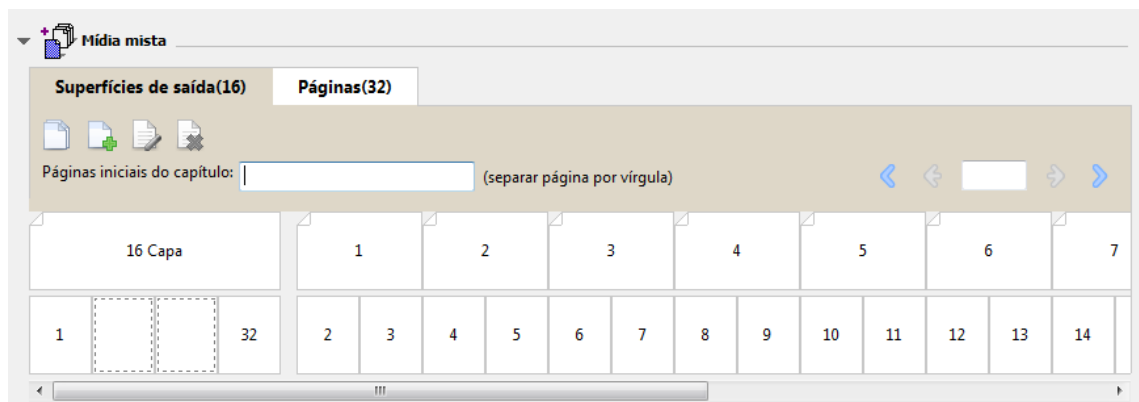 Mídia mista
Superfícies de saída(16) Páginas(32)
Páginas iniciais do capítulo: (separar página por vírgula)
16 Capa 1 2 3 4 5 6 7
1 32 2 3 4 5 6 7 8 9 10 11 12 13 14